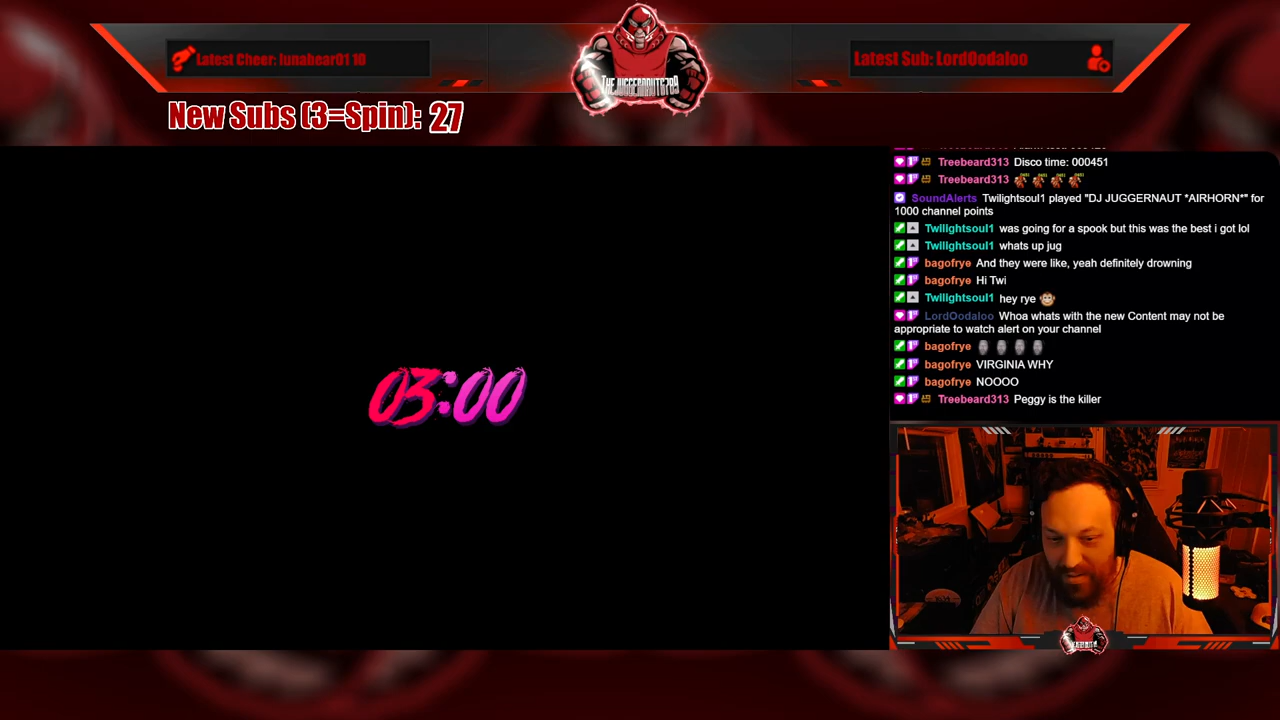 Latest Cheer: lunabear0110
THEJUGGERNAUT6789
Latest Sub: LordOodaloo
New Subs (3=Spin): 27
Treebeard313 Disco time: 000451
Treebeard313
SoundAlerts Twilightsoul1 played "DJ JUGGERNAUT *AIRHORN*" for
1000 channel points
Twilightsoul1 was going for a spook but this was the best i got lol
Twilightsoul1 whats up jug
bagofrye And they were like, yeah definitely drowning
bagofrye Hi Twi
Twilightsoul1 hey rye
LordOodaloo Whoa whats with the new Content may not be
appropriate to watch alert on your channel
bagofrye
bagofrye VIRGINIA WHY
bagofrye NOOOO
Treebeard313 Peggy is the killer
03:00